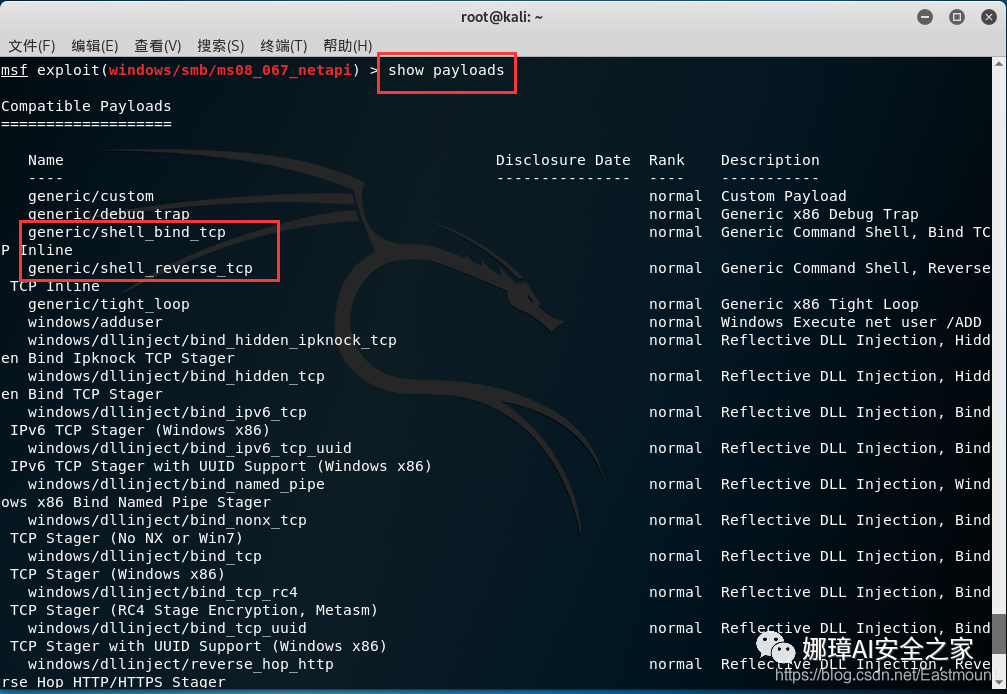 root@kali: ~
文件(F) 编辑(E) 查看(V) 搜索(S) 终端(T) 帮助(H)
msf exploit(windows/smb/ms08_067_netapi) > show payloads
Compatible Payloads
===================
Name Disclosure Date Rank Description
---- --------------- ---- -----------
generic/custom normal Custom Payload
generic/debug_trap normal Generic x86 Debug Trap
generic/shell_bind_tcp normal Generic Command Shell, Bind TC
P Inline
generic/shell_reverse_tcp normal Generic Command Shell, Reverse
TCP Inline
generic/tight_loop normal Generic x86 Tight Loop
windows/adduser normal Windows Execute net user /ADD
windows/dllinject/bind_hidden_ipknock_tcp normal Reflective DLL Injection, Hidd
en Bind Ipknock TCP Stager
windows/dllinject/bind_hidden_tcp normal Reflective DLL Injection, Hidd
en Bind TCP Stager
windows/dllinject/bind_ipv6_tcp normal Reflective DLL Injection, Bind
IPv6 TCP Stager (Windows x86)
windows/dllinject/bind_ipv6_tcp_uuid normal Reflective DLL Injection, Bind
IPv6 TCP Stager with UUID Support (Windows x86)
windows/dllinject/bind_named_pipe normal Reflective DLL Injection, Wind
ows x86 Bind Named Pipe Stager
windows/dllinject/bind_nonx_tcp normal Reflective DLL Injection, Bind
TCP Stager (No NX or Win7)
windows/dllinject/bind_tcp normal Reflective DLL Injection, Bind
TCP Stager (Windows x86)
windows/dllinject/bind_tcp_rc4 normal Reflective DLL Injection, Bind
TCP Stager (RC4 Stage Encryption, Metasm)
windows/dllinject/bind_tcp_uuid normal Reflective DLL Injection, Bind
TCP Stager with UUID Support (Windows x86)
windows/dllinject/reverse_hop_http normal Reflective DLL Injection, Reve
rse Hop HTTP/HTTPS Stager
娜璋AI安全之家
https://blog.csdn.net/Eastmoun